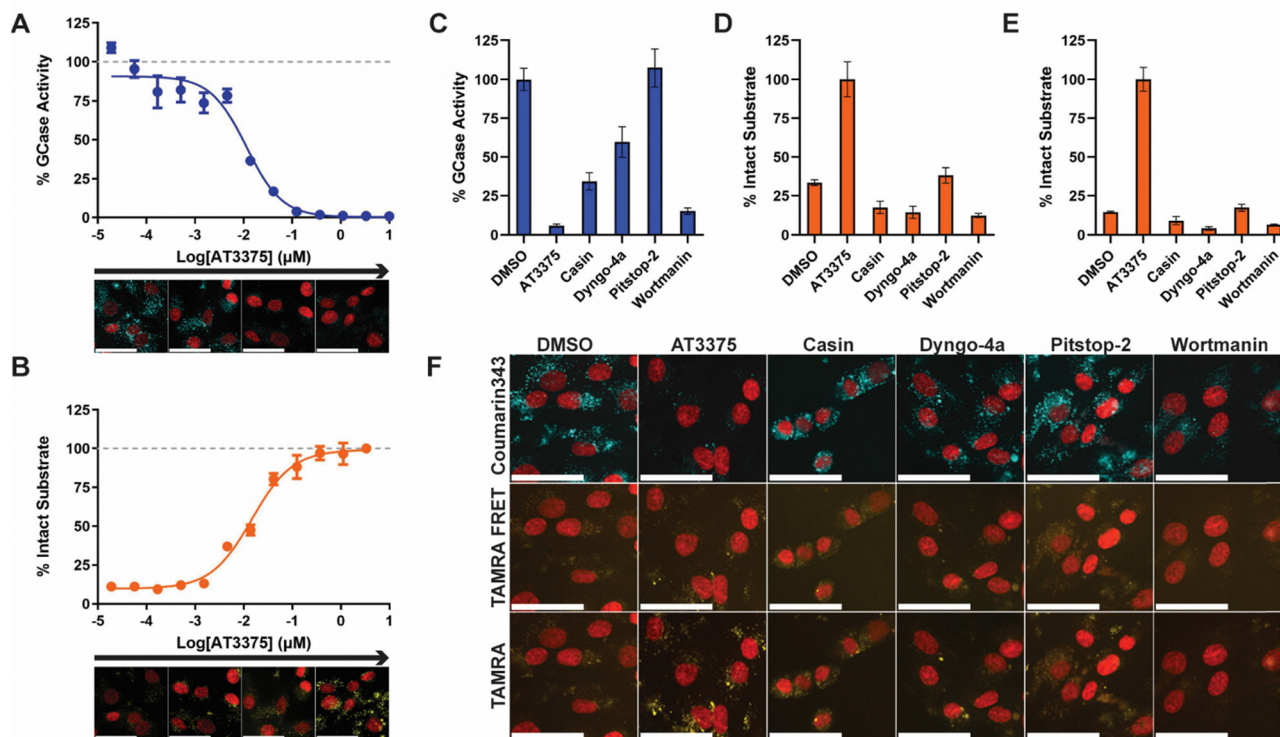 A
125
100
75
50
25
0
% GCase Activity
-5 -4 -3 -2 -1 0 1
Log[AT3375] (µM)
B
125
100
75
50
25
0
% Intact Substrate
-5 -4 -3 -2 -1 0 1
Log[AT3375] (µM)
C
125
100
75
50
25
0
% GCase Activity
DMSO AT3375 Casin Dyngo-4a Pitstop-2 Wortmanin
D
125
100
75
50
25
0
% Intact Substrate
DMSO AT3375 Casin Dyngo-4a Pitstop-2 Wortmanin
E
125
100
75
50
25
0
% Intact Substrate
DMSO AT3375 Casin Dyngo-4a Pitstop-2 Wortmanin
F
DMSO AT3375 Casin Dyngo-4a Pitstop-2 Wortmanin
Coumarin343
TAMRA FRET
TAMRA